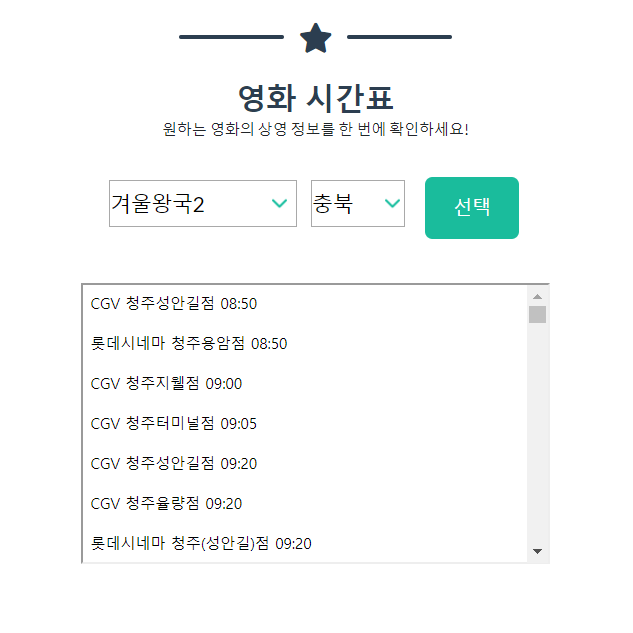 영화 시간표
원하는 영화의 상영 정보를 한 번에 확인하세요!
겨울왕국2 충북 선택
CGV 청주성안길점 08:50
롯데시네마 청주용암점 08:50
CGV 청주지웰점 09:00
CGV 청주터미널점 09:05
CGV 청주성안길점 09:20
CGV 청주율량점 09:20
롯데시네마 청주(성안길)점 09:20